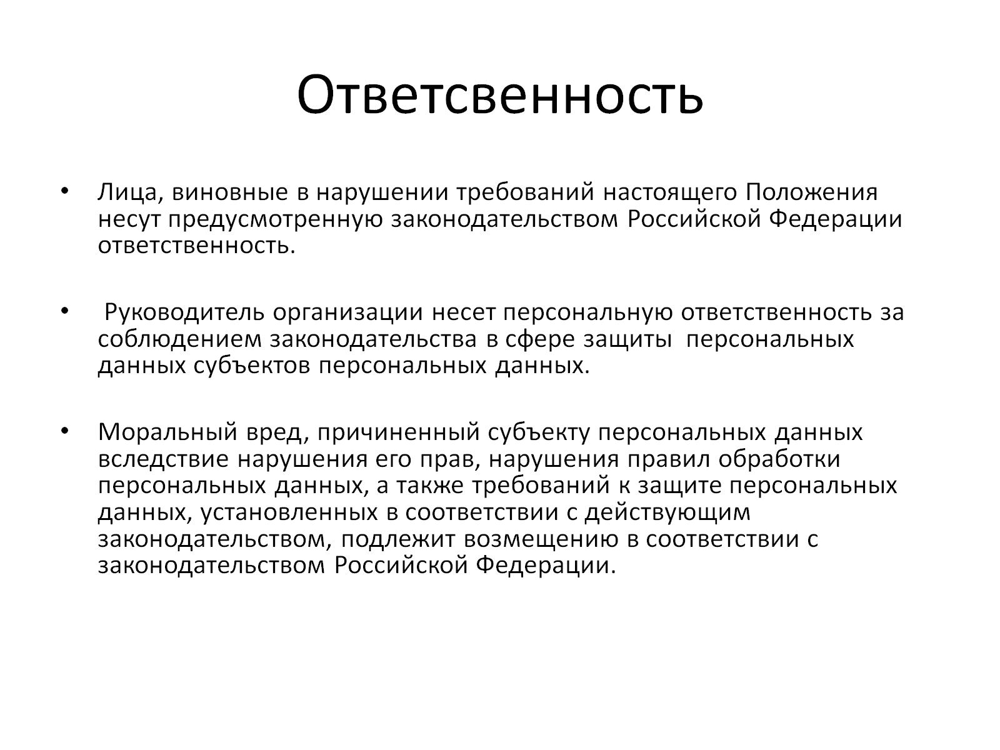 Ответсвенность
• Лица, виновные в нарушении требований настоящего Положения
несут предусмотренную законодательством Российской Федерации
ответственность.
• Руководитель организации несет персональную ответственность за
соблюдением законодательства в сфере защиты  персональных
данных субъектов персональных данных.
• Моральный вред, причиненный субъекту персональных данных
вследствие нарушения его прав, нарушения правил обработки
персональных данных, а также требований к защите персональных
данных, установленных в соответствии с действующим
законодательством, подлежит возмещению в соответствии с
законодательством Российской Федерации.